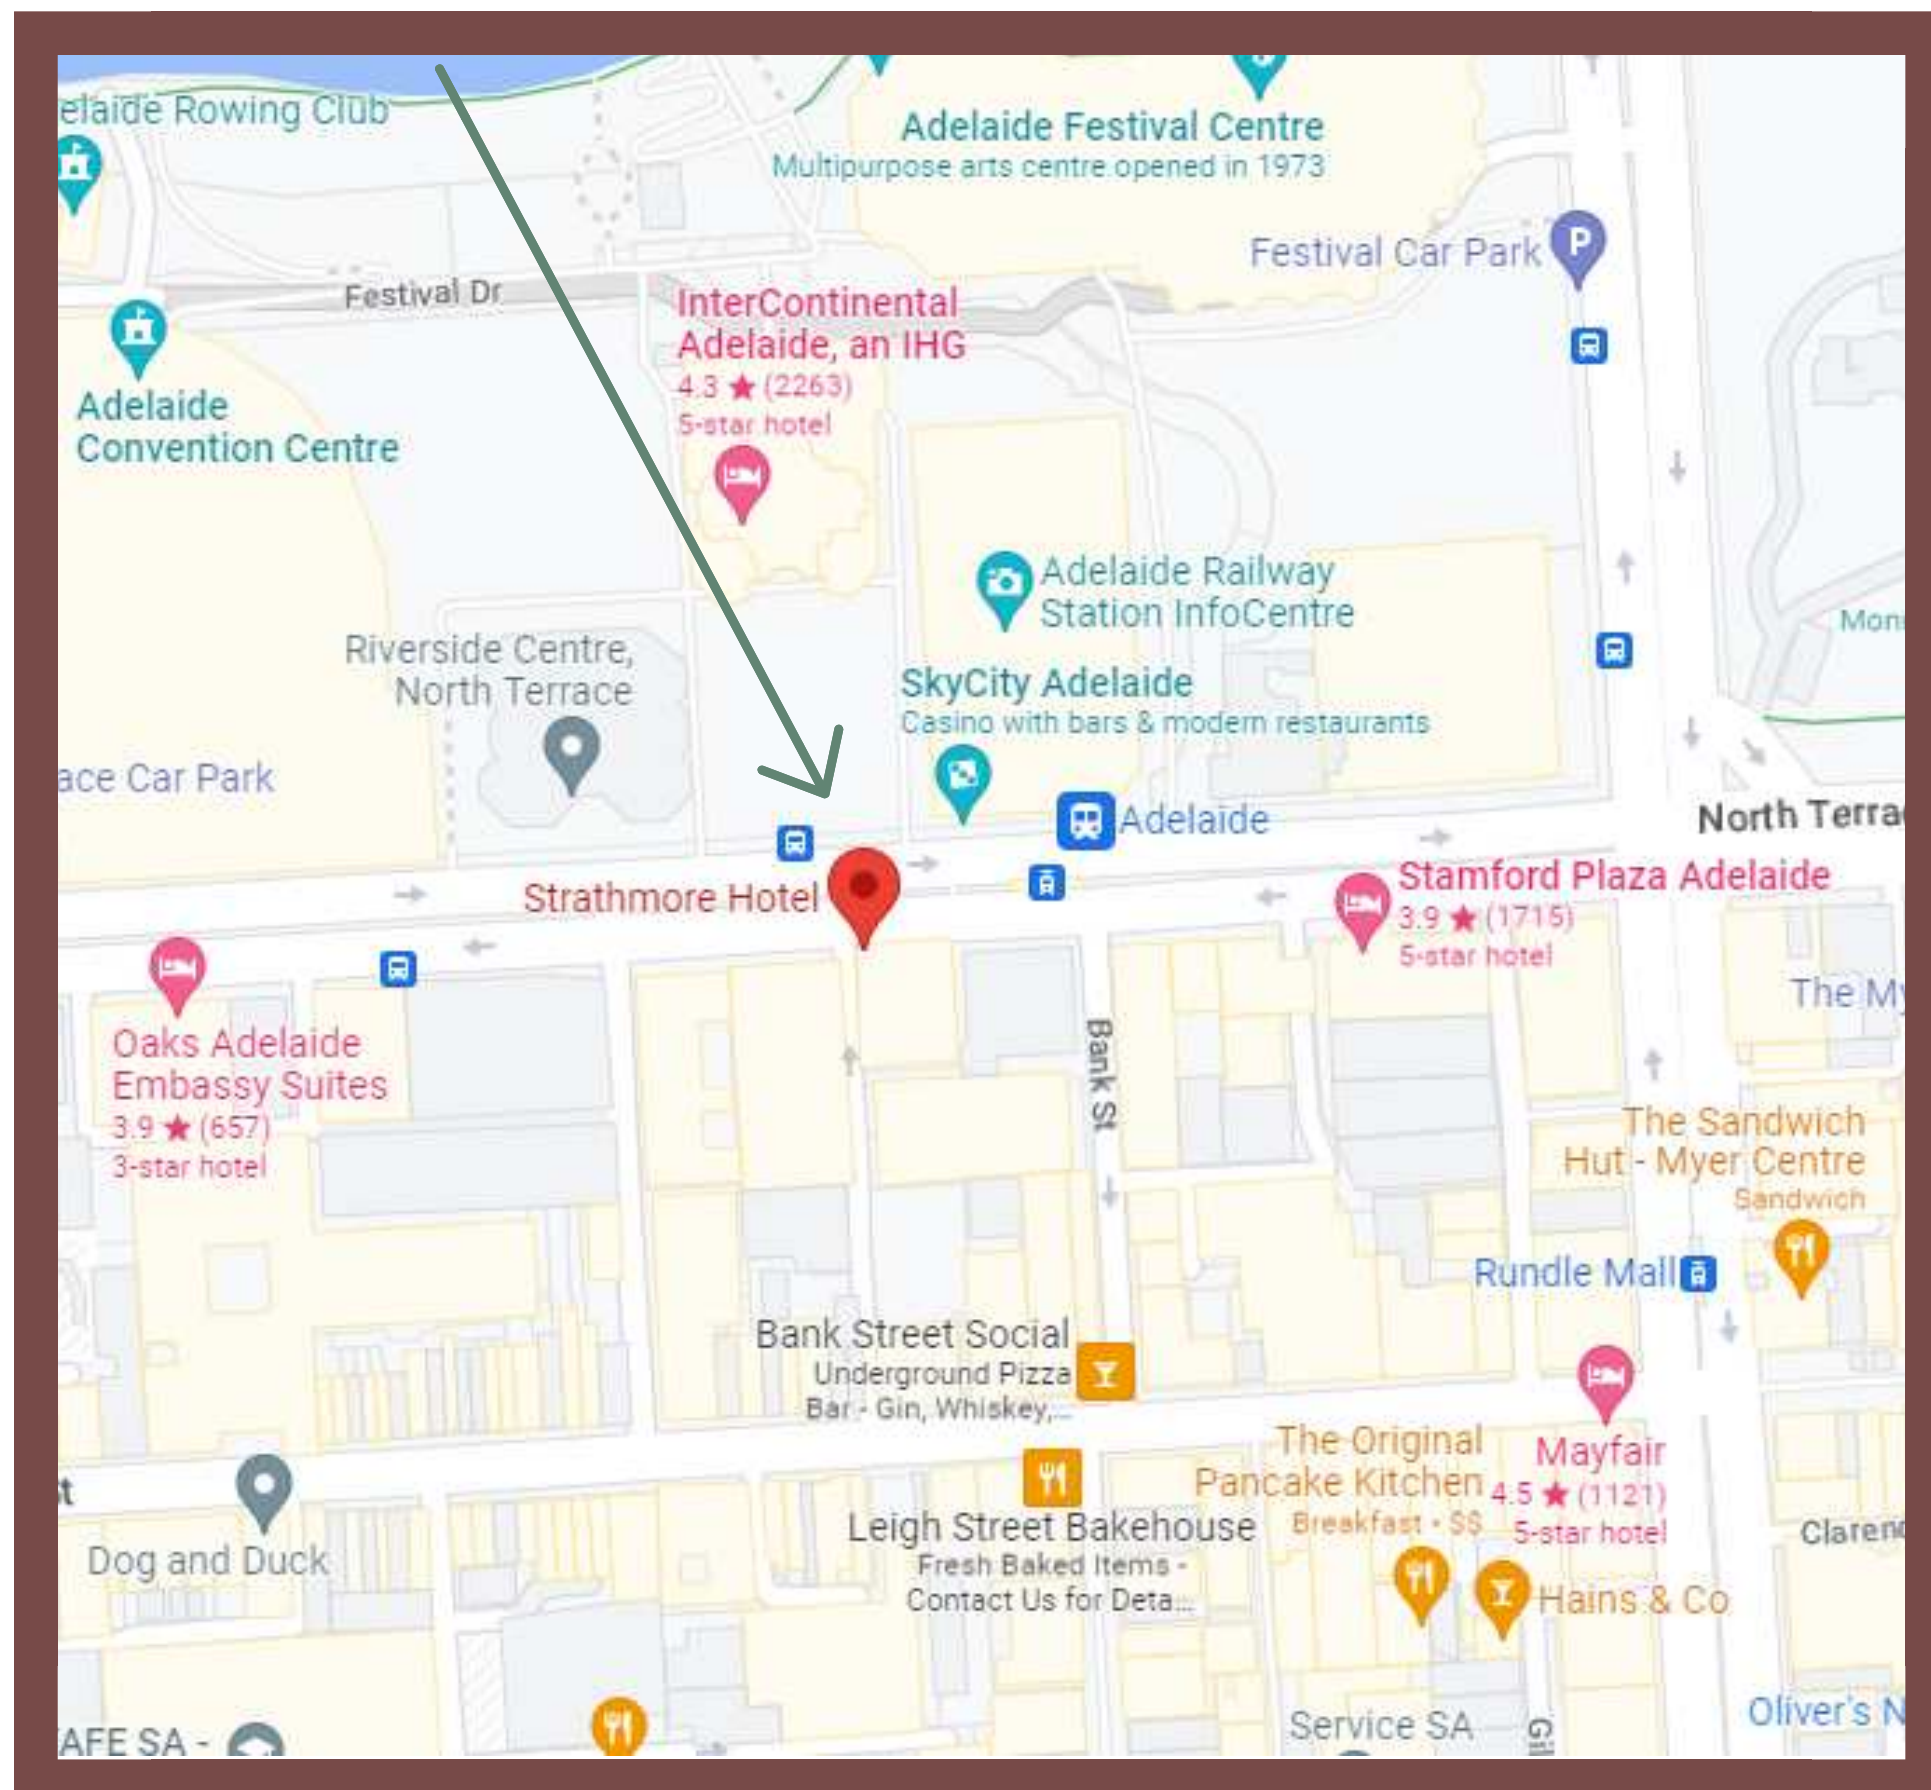 elaide Rowing Club
Adelaide Festival Centre
Multipurpose arts centre opened in 1973
Festival Car Park
P
Festival Dr
InterContinental
Adelaide, an IHG
4.3 ★ (2263)
5-star hotel
Adelaide
Convention Centre
Adelaide Railway
Station InfoCentre
Riverside Centre,
North Terrace
SkyCity Adelaide
Casino with bars & modern restaurants
ace Car Park
Adelaide
North Terra
Strathmore Hotel
Stamford Plaza Adelaide
3.9 ★ (1715)
5-star hotel
The My
Oaks Adelaide
Embassy Suites
3.9 ★ (657)
3-star hotel
Bank St
The Sandwich
Hut - Myer Centre
Sandwich
Rundle Mall
Bank Street Social
Underground Pizza
Bar - Gin, Whiskey,...
The Original
Pancake Kitchen
Breakfast • $$
Mayfair
4.5 ★ (1121)
5-star hotel
st
Leigh Street Bakehouse
Fresh Baked Items -
Contact Us for Deta...
Dog and Duck
Clarenc
Hains & Co
Oliver's N
Service SA
AFE SA -